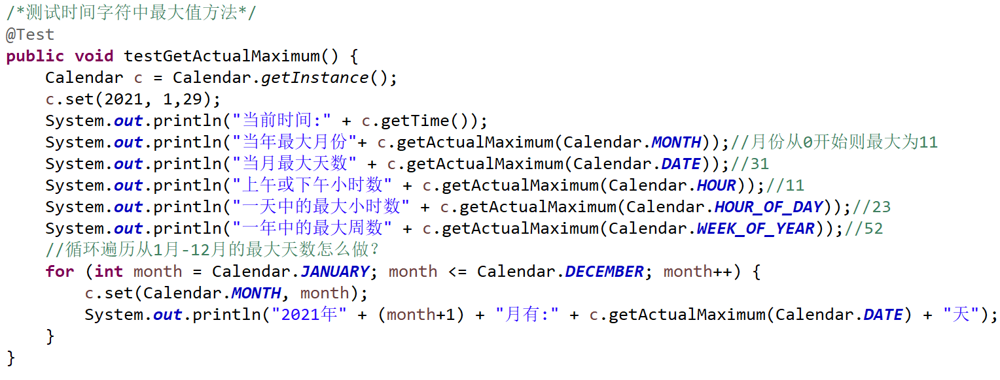 /*测试时间字符中最大值方法*/
@Test
public void testGetActualMaximum() {
    Calendar c = Calendar.getInstance();
    c.set(2021, 1,29);
    System.out.println("当前时间:" + c.getTime());
    System.out.println("当年最大月份"+ c.getActualMaximum(Calendar.MONTH));//月份从0开始则最大为11
    System.out.println("当月最大天数" + c.getActualMaximum(Calendar.DATE));//31
    System.out.println("上午或下午小时数" + c.getActualMaximum(Calendar.HOUR));//11
    System.out.println("一天中的最大小时数" + c.getActualMaximum(Calendar.HOUR_OF_DAY));//23
    System.out.println("一年中的最大周数" + c.getActualMaximum(Calendar.WEEK_OF_YEAR));//52
    //循环遍历从1月-12月的最大天数怎么做？
    for (int month = Calendar.JANUARY; month <= Calendar.DECEMBER; month++) {
        c.set(Calendar.MONTH, month);
        System.out.println("2021年" + (month+1) + "月有:" + c.getActualMaximum(Calendar.DATE) + "天");
    }
}